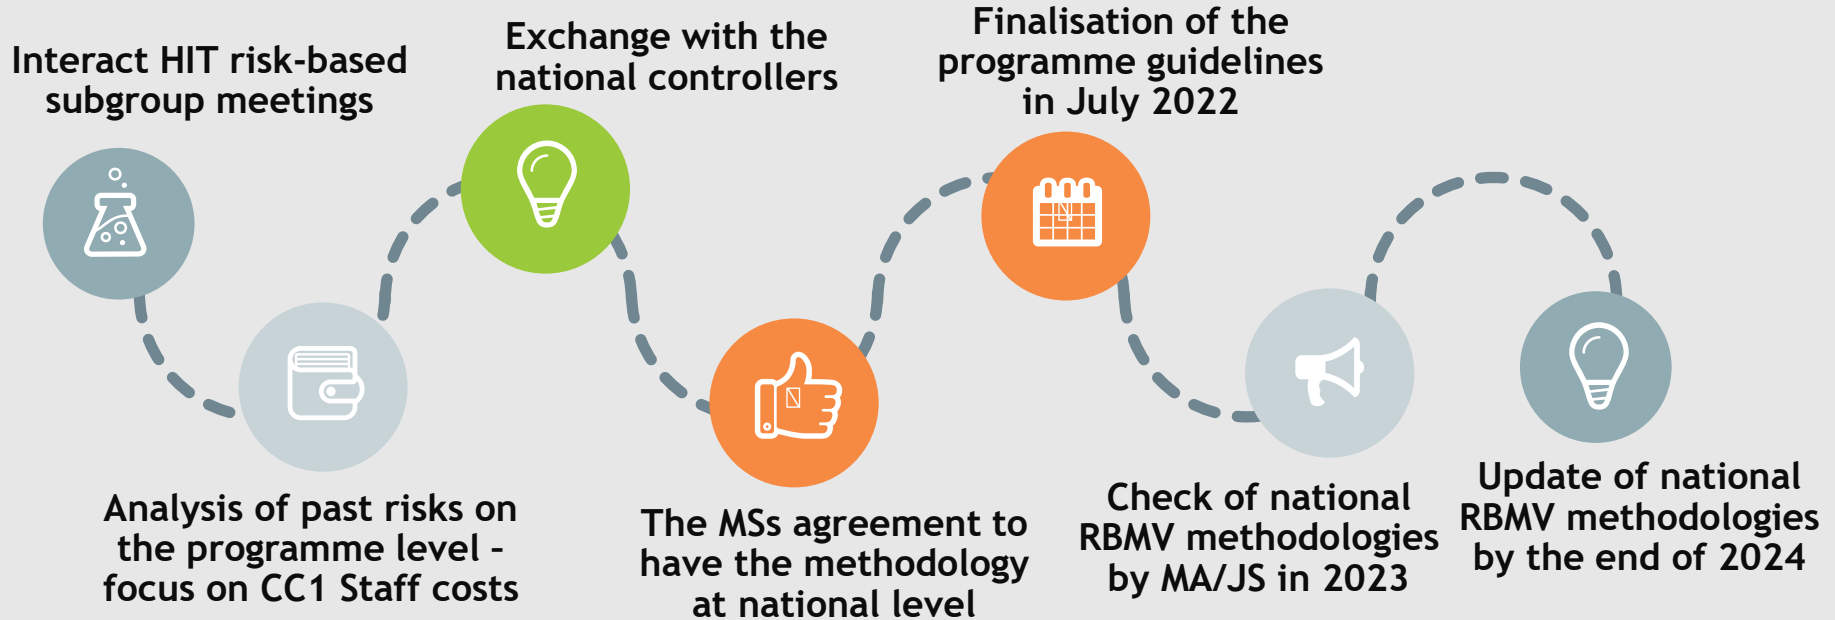 Interact HIT risk-based
subgroup meetings
Analysis of past risks on
the programme level –
focus on CC1 Staff costs
Exchange with the
national controllers
The MSs agreement to
have the methodology
at national level
Finalisation of the
programme guidelines
in July 2022
Check of national
RBMV methodologies
by MA/JS in 2023
Update of national
RBMV methodologies
by the end of 2024